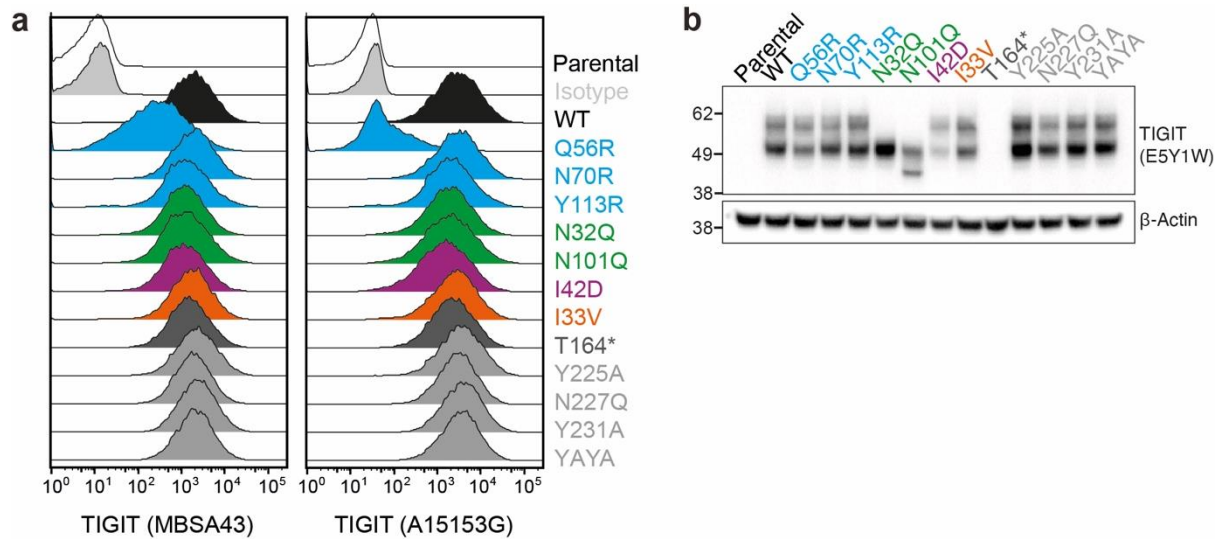 a
Parental
Isotype
WT
Q56R
N70R
Y113R
N32Q
N101Q
I42D
I33V
T164*
Y225A
N227Q
Y231A
YAYA
10⁰ 10¹ 10² 10³ 10⁴ 10⁵
10⁰ 10¹ 10² 10³ 10⁴ 10⁵
TIGIT (MBSA43)
TIGIT (A15153G)
b
Parental
WT
Q56R
N70R
Y113R
N32Q
N101Q
I42D
I33V
T164*
Y225A
N227Q
Y231A
YAYA
62
49
38
TIGIT
(E5Y1W)
38
β-Actin